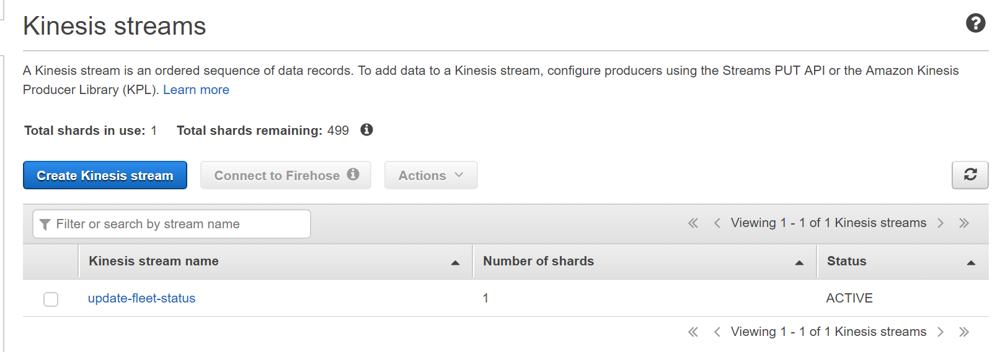 Kinesis streams
A Kinesis stream is an ordered sequence of data records. To add data to a Kinesis stream, configure producers using the Streams PUT API or the Amazon Kinesis
Producer Library (KPL). Learn more
Total shards in use: 1 Total shards remaining: 499
Create Kinesis stream Connect to Firehose Actions
Filter or search by stream name Viewing 1 - 1 of 1 Kinesis streams
Kinesis stream name Number of shards Status
update-fleet-status 1 ACTIVE
Viewing 1 - 1 of 1 Kinesis streams